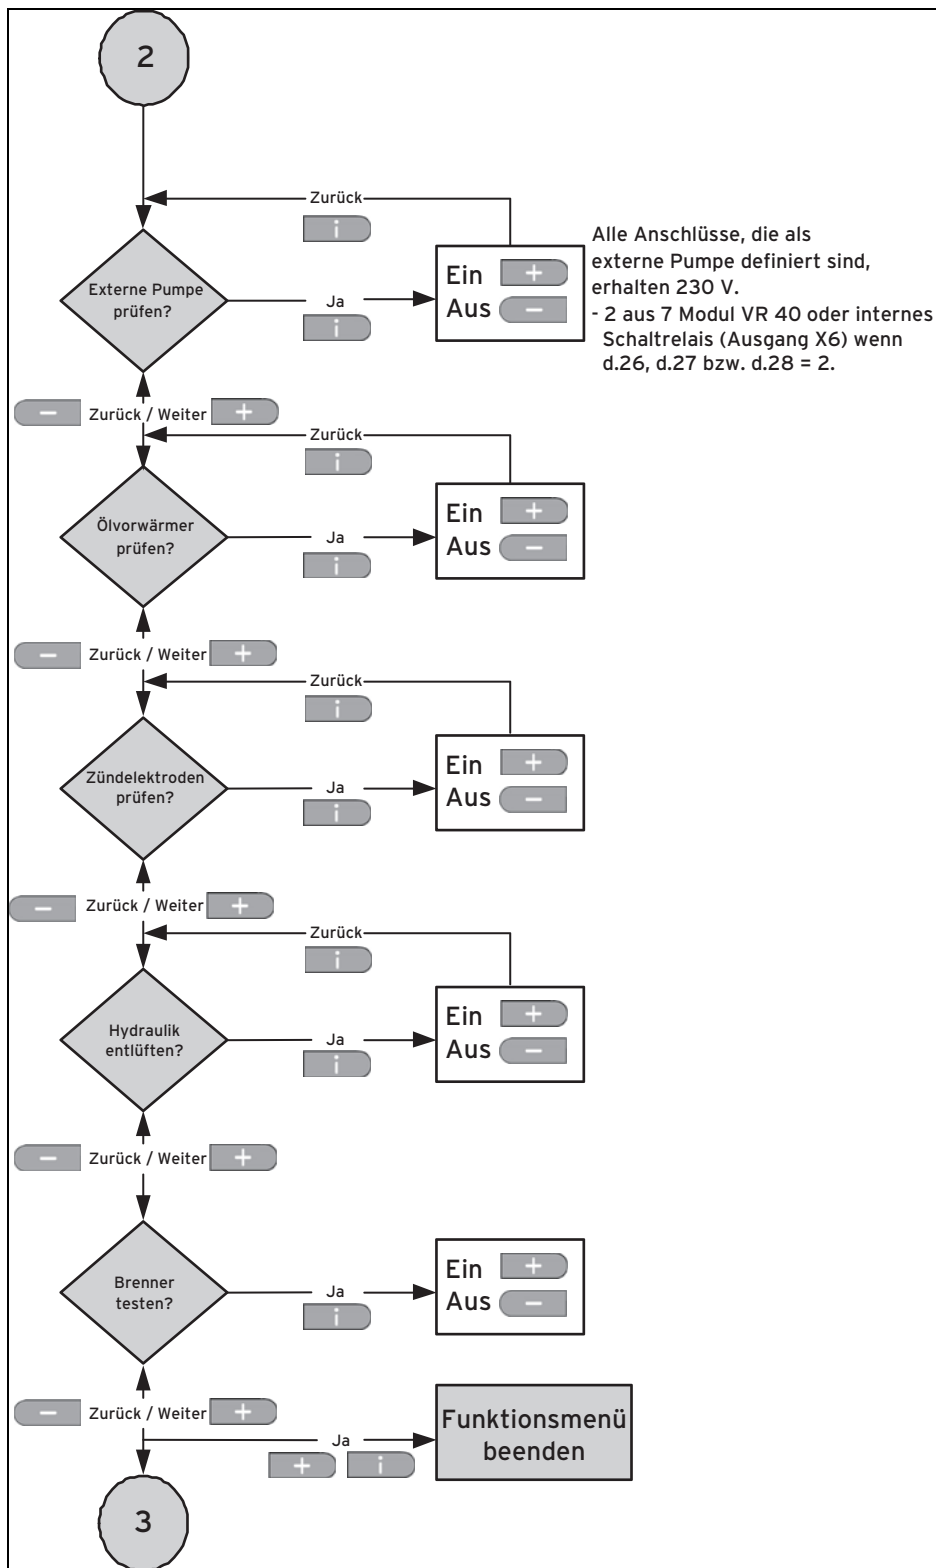 2
Zurück
i
Externe Pumpe
prüfen?
Ja
i
Ein +
Aus −
Alle Anschlüsse, die als
externe Pumpe definiert sind,
erhalten 230 V.
- 2 aus 7 Modul VR 40 oder internes
Schaltrelais (Ausgang X6) wenn
d.26, d.27 bzw. d.28 = 2.
− Zurück / Weiter +
Zurück
i
Ölvorwärmer
prüfen?
Ja
i
Ein +
Aus −
− Zurück / Weiter +
Zurück
i
Zündelektroden
prüfen?
Ja
i
Ein +
Aus −
− Zurück / Weiter +
Zurück
i
Hydraulik
entlüften?
Ja
i
Ein +
Aus −
− Zurück / Weiter +
Brenner
testen?
Ja
i
Ein +
Aus −
− Zurück / Weiter +
Ja
+ i
Funktionsmenü
beenden
3